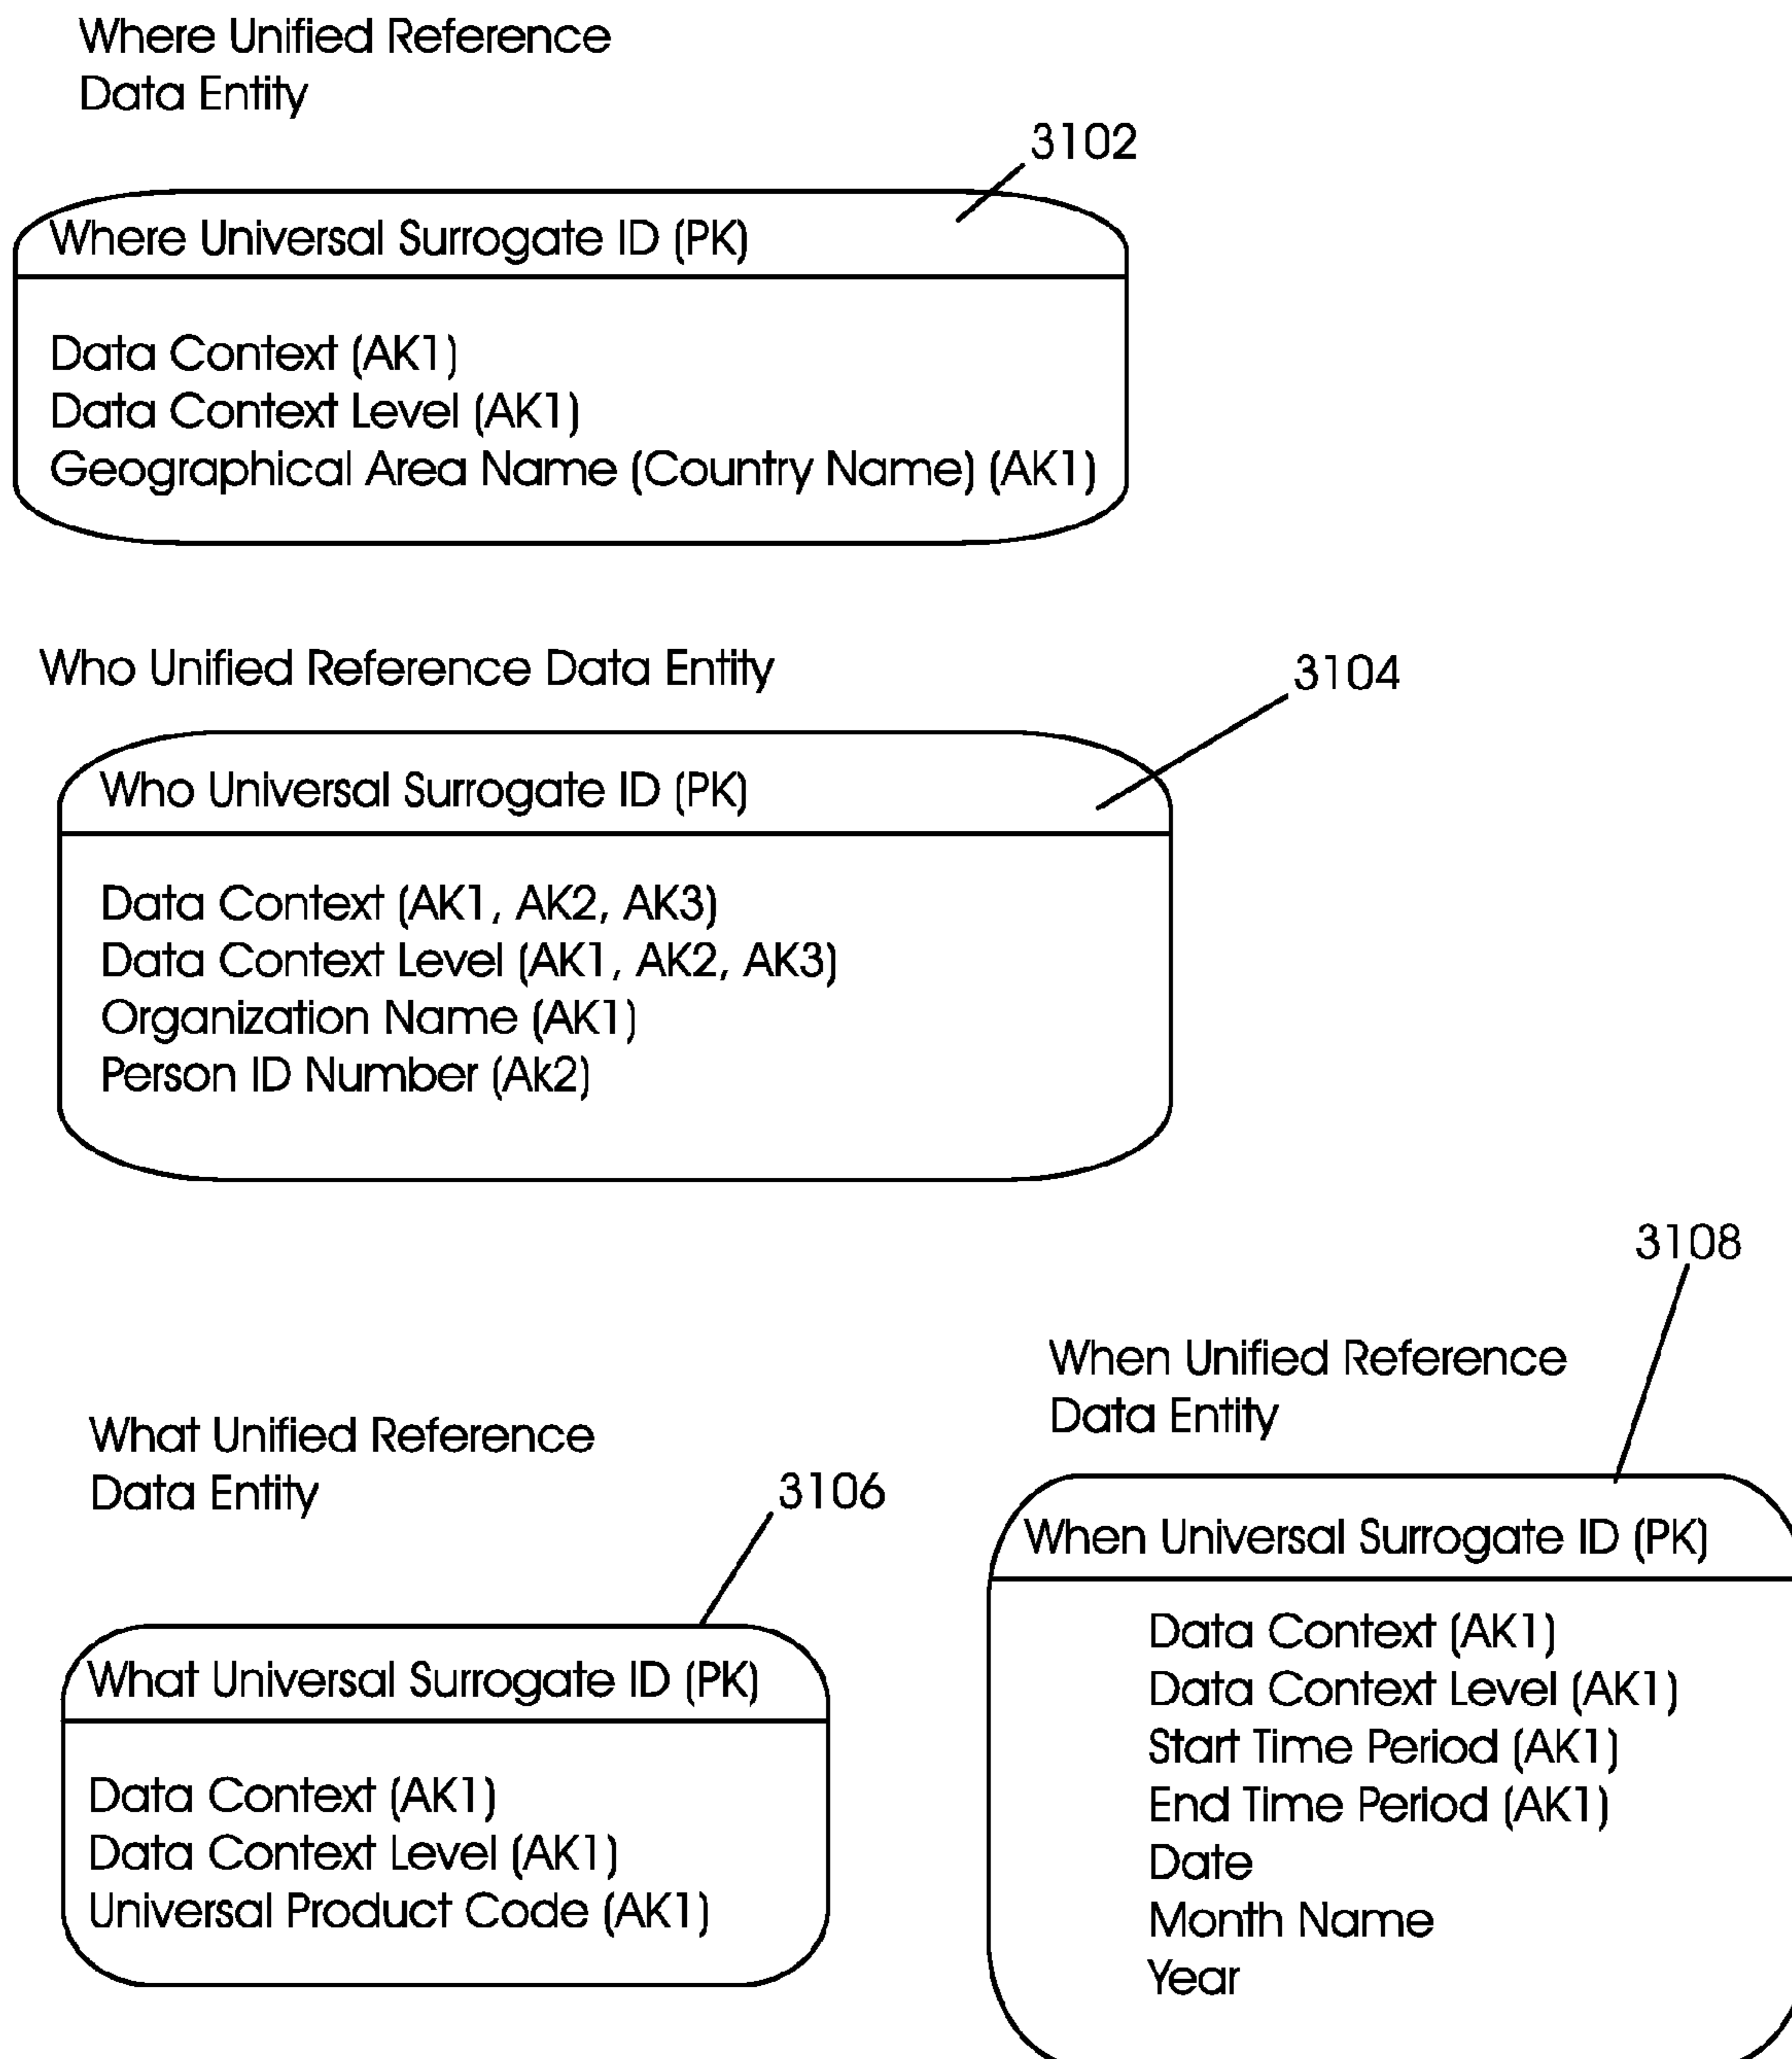 Where Unified Reference
Data Entity
3102
Where Universal Surrogate ID (PK)
Data Context (AK1)
Data Context Level (AK1)
Geographical Area Name (Country Name) (AK1)
Who Unified Reference Data Entity
3104
Who Universal Surrogate ID (PK)
Data Context (AK1, AK2, AK3)
Data Context Level (AK1, AK2, AK3)
Organization Name (AK1)
Person ID Number (Ak2)
What Unified Reference
Data Entity
3106
What Universal Surrogate ID (PK)
Data Context (AK1)
Data Context Level (AK1)
Universal Product Code (AK1)
3108
When Unified Reference
Data Entity
When Universal Surrogate ID (PK)
Data Context (AK1)
Data Context Level (AK1)
Start Time Period (AK1)
End Time Period (AK1)
Date
Month Name
Year